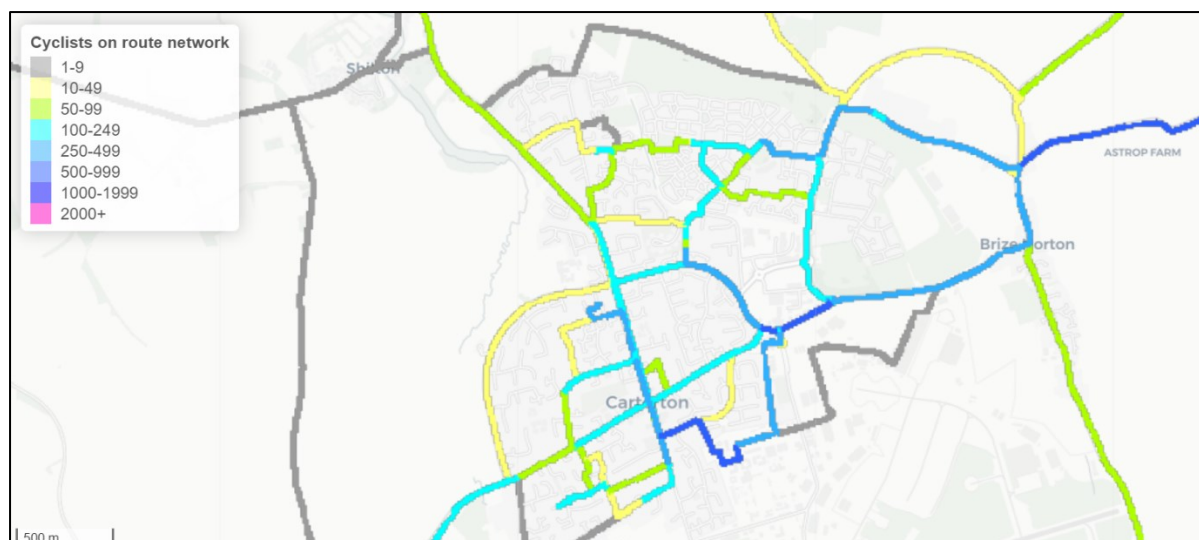 Cyclists on route network
1-9
10-49
50-99
100-249
250-499
500-999
1000-1999
2000+
Shilton
ASTROP FARM
Brize Norton
Carterton
500 m